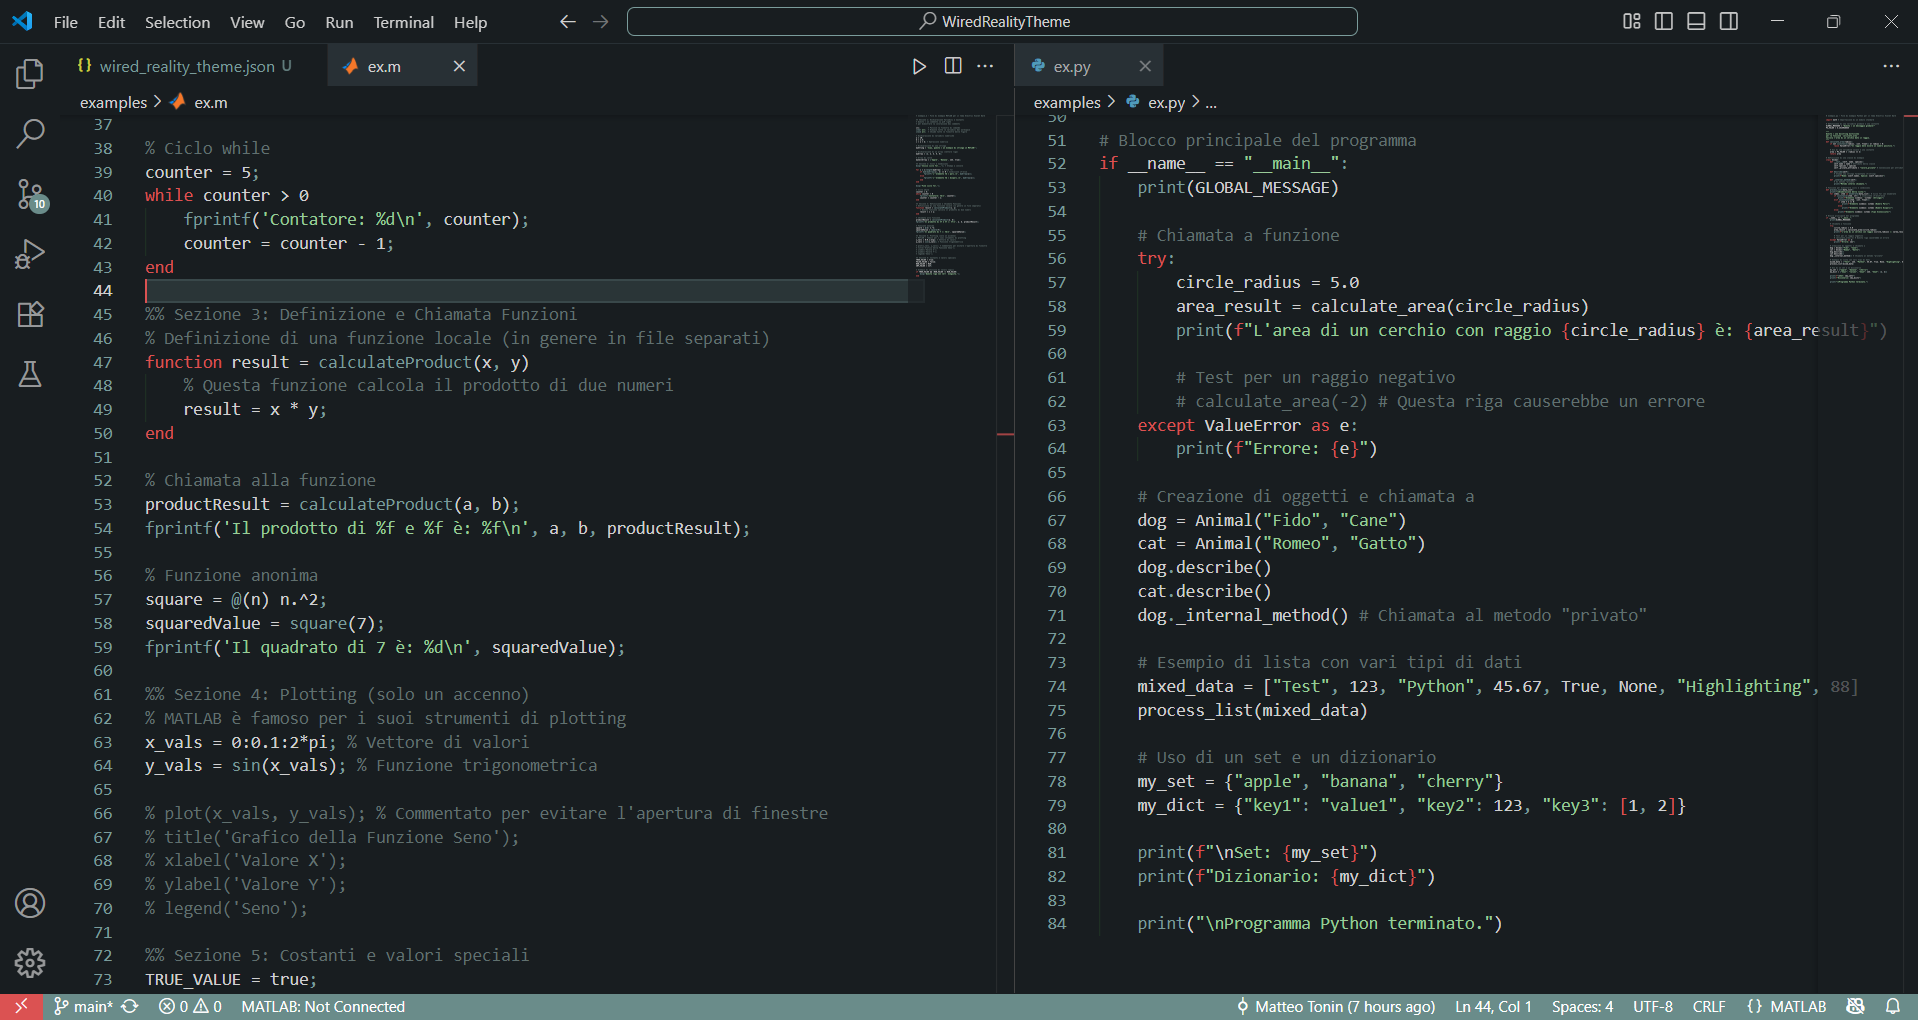 File Edit Selection View Go Run Terminal Help
WiredRealityTheme
{} wired_reality_theme.json U
ex.m
examples > ex.m
37
38 % Ciclo while
39 counter = 5;
40 while counter > 0
41 fprintf('Contatore: %d\n', counter);
42 counter = counter - 1;
43 end
44
45 %% Sezione 3: Definizione e Chiamata Funzioni
46 % Definizione di una funzione locale (in genere in file separati)
47 function result = calculateProduct(x, y)
48 % Questa funzione calcola il prodotto di due numeri
49 result = x * y;
50 end
51
52 % Chiamata alla funzione
53 productResult = calculateProduct(a, b);
54 fprintf('Il prodotto di %f e %f è: %f\n', a, b, productResult);
55
56 % Funzione anonima
57 square = @(n) n.^2;
58 squaredValue = square(7);
59 fprintf('Il quadrato di 7 è: %d\n', squaredValue);
60
61 %% Sezione 4: Plotting (solo un accenno)
62 % MATLAB è famoso per i suoi strumenti di plotting
63 x_vals = 0:0.1:2*pi; % Vettore di valori
64 y_vals = sin(x_vals); % Funzione trigonometrica
65
66 % plot(x_vals, y_vals); % Commentato per evitare l'apertura di finestre
67 % title('Grafico della Funzione Seno');
68 % xlabel('Valore X');
69 % ylabel('Valore Y');
70 % legend('Seno');
71
72 %% Sezione 5: Costanti e valori speciali
73 TRUE_VALUE = true;
ex.py
examples > ex.py > ...
50
51 # Blocco principale del programma
52 if __name__ == "__main__":
53 print(GLOBAL_MESSAGE)
54
55 # Chiamata a funzione
56 try:
57 circle_radius = 5.0
58 area_result = calculate_area(circle_radius)
59 print(f"L'area di un cerchio con raggio {circle_radius} è: {area_result}")
60
61 # Test per un raggio negativo
62 # calculate_area(-2) # Questa riga causerebbe un errore
63 except ValueError as e:
64 print(f"Errore: {e}")
65
66 # Creazione di oggetti e chiamata a
67 dog = Animal("Fido", "Cane")
68 cat = Animal("Romeo", "Gatto")
69 dog.describe()
70 cat.describe()
71 dog._internal_method() # Chiamata al metodo "privato"
72
73 # Esempio di lista con vari tipi di dati
74 mixed_data = ["Test", 123, "Python", 45.67, True, None, "Highlighting", 88]
75 process_list(mixed_data)
76
77 # Uso di un set e un dizionario
78 my_set = {"apple", "banana", "cherry"}
79 my_dict = {"key1": "value1", "key2": 123, "key3": [1, 2]}
80
81 print(f"\nSet: {my_set}")
82 print(f"Dizionario: {my_dict}")
83
84 print("\nProgramma Python terminato.")
10
main* 0 0 MATLAB: Not Connected
Matteo Tonin (7 hours ago) Ln 44, Col 1 Spaces: 4 UTF-8 CRLF {} MATLAB